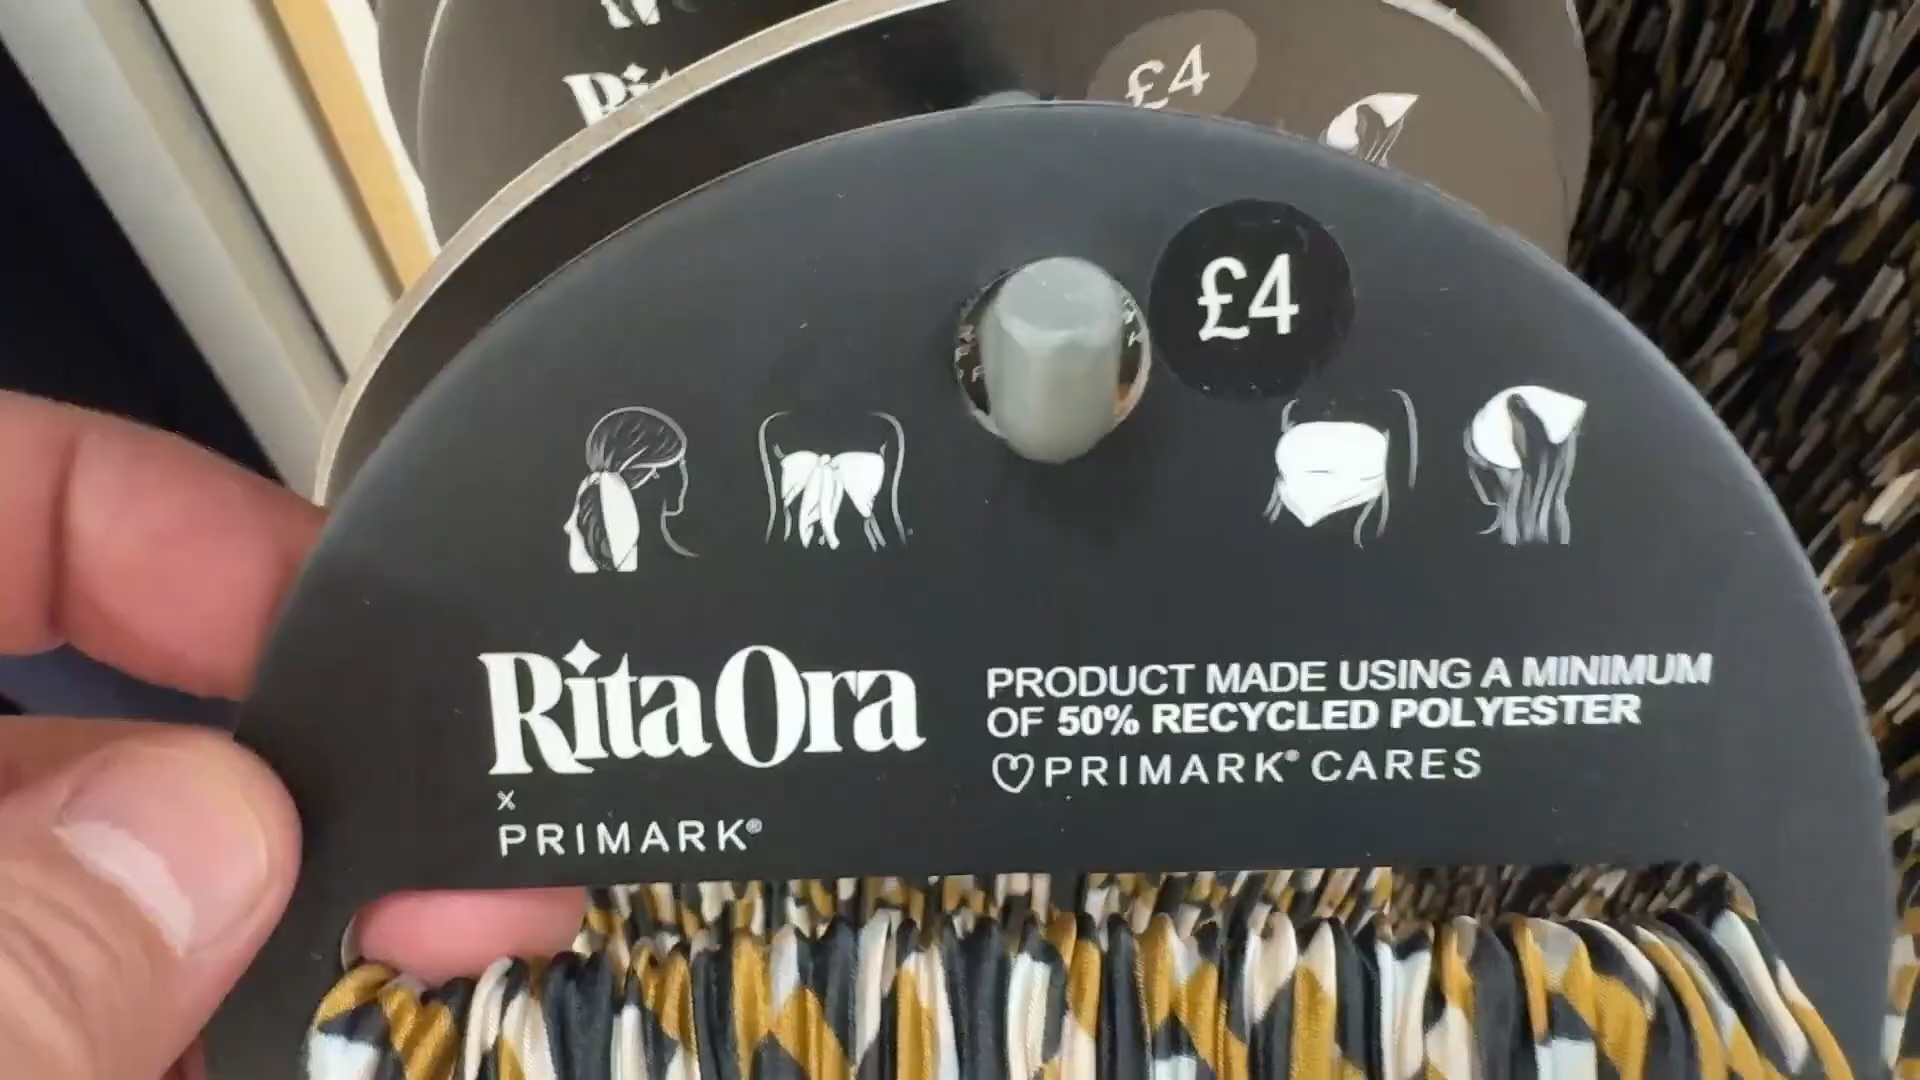 £4
£4
Rita Ora
x
PRIMARK®
PRODUCT MADE USING A MINIMUM
OF 50% RECYCLED POLYESTER
PRIMARK® CARES